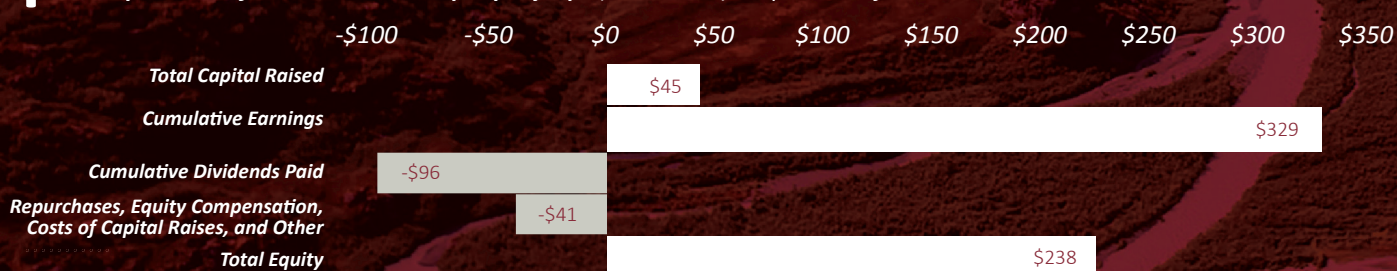 -$100 -$50 $0 $50 $100 $150 $200 $250 $300 $350
Total Capital Raised $45
Cumulative Earnings $329
Cumulative Dividends Paid -$96
Repurchases, Equity Compensation,
Costs of Capital Raises, and Other -$41
Total Equity $238